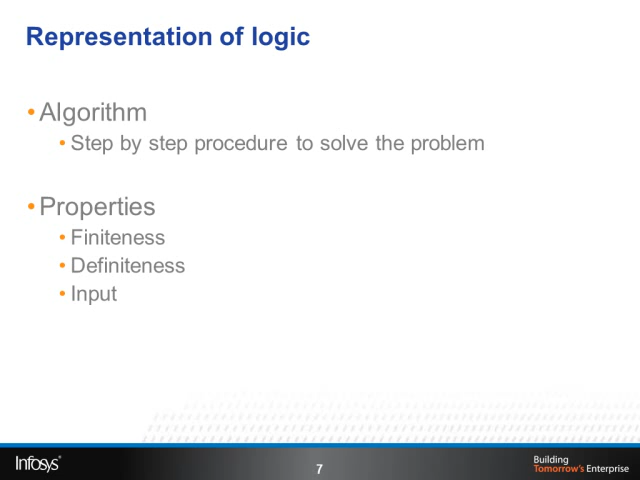 Representation of logic
• Algorithm
• Step by step procedure to solve the problem
• Properties
• Finiteness
• Definiteness
• Input
Infosys®
7
Building
Tomorrow's Enterprise